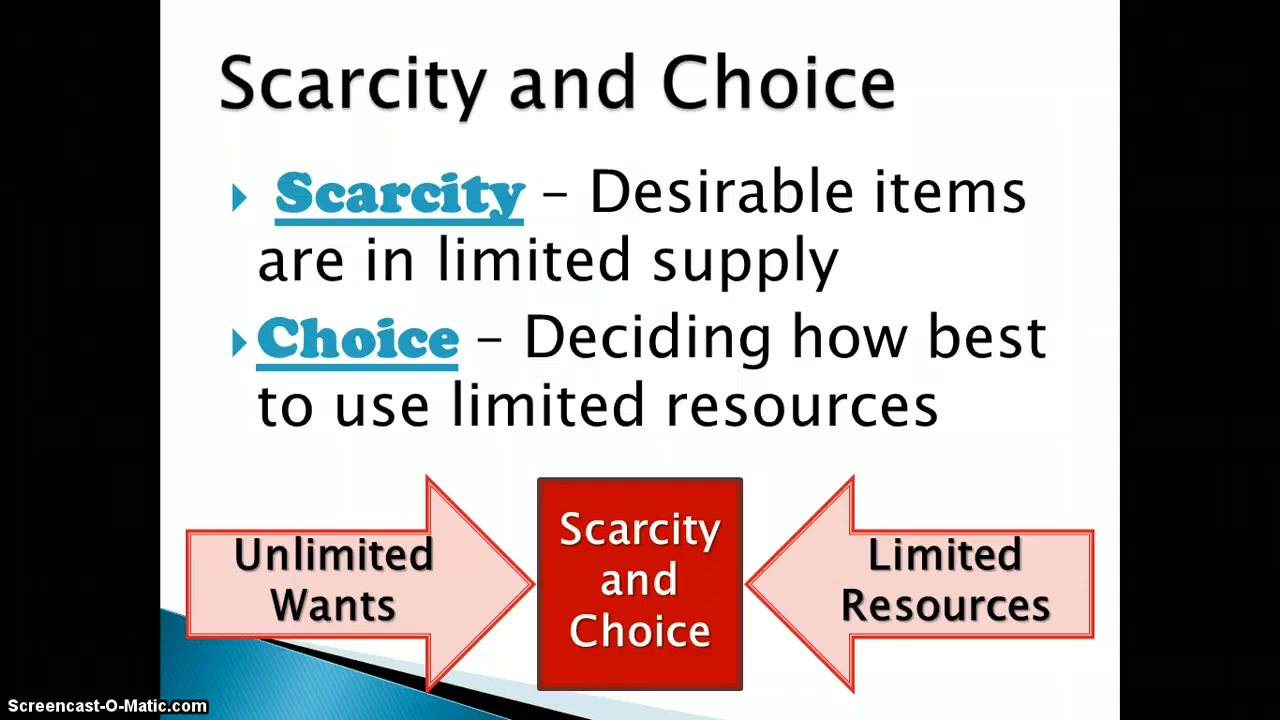 Scarcity and Choice
Scarcity – Desirable items
are in limited supply
Choice – Deciding how best
to use limited resources
Unlimited
Wants
Scarcity
and
Choice
Limited
Resources
Screencast-O-Matic.com